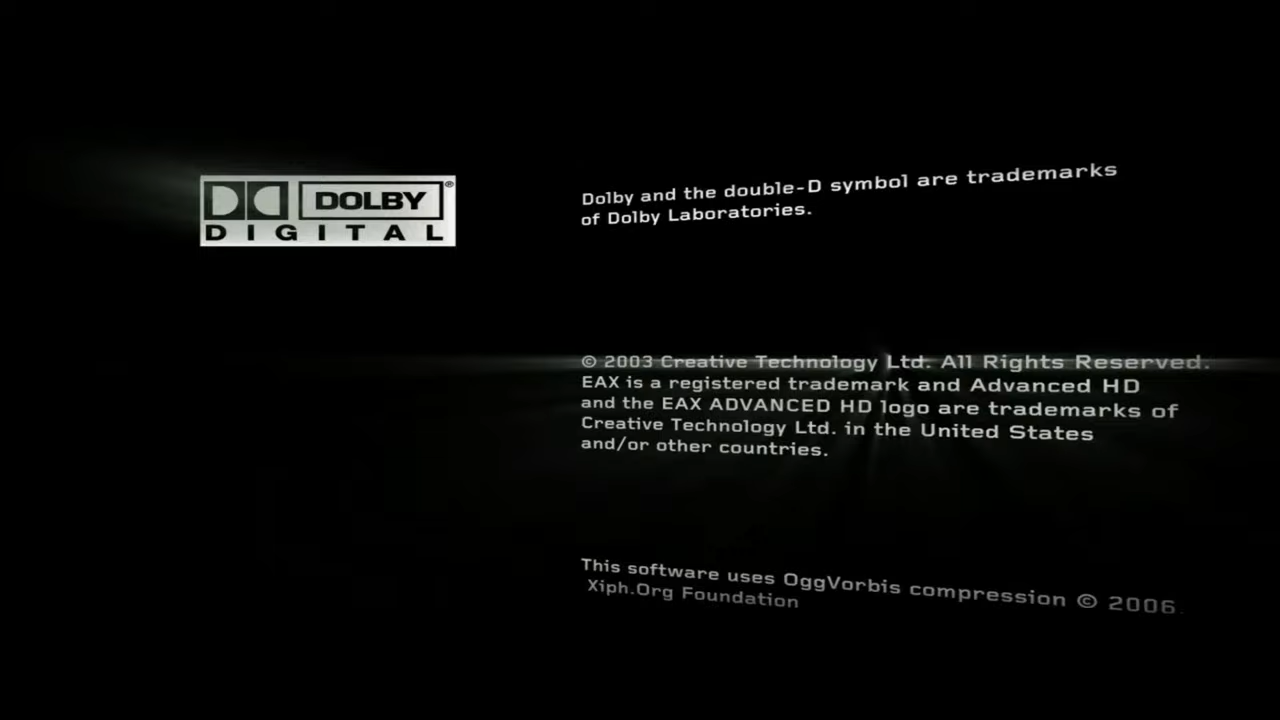 DOLBY®
DIGITAL
Dolby and the double-D symbol are trademarks
of Dolby Laboratories.
© 2003 Creative Technology Ltd. All Rights Reserved.
EAX is a registered trademark and Advanced HD
and the EAX ADVANCED HD logo are trademarks of
Creative Technology Ltd. in the United States
and/or other countries.
This software uses OggVorbis compression © 2006.
Xiph.Org Foundation